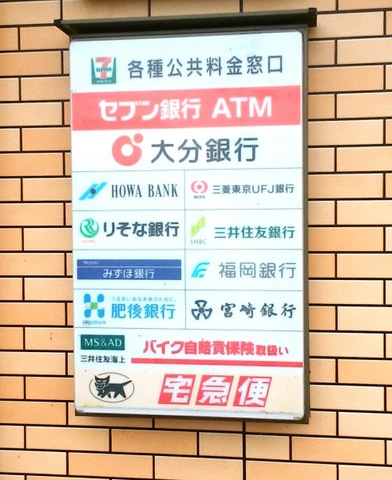 7 ELEVEN 各種公共料金窓口
セブン銀行 ATM
大分銀行
HOWA BANK
MUFG 三菱東京UFJ銀行
りそな銀行
SMBC 三井住友銀行
みずほ銀行
福岡銀行
肥後銀行
宮崎銀行
MS&AD
三井住友海上
バイク自賠責保険取扱い
宅急便